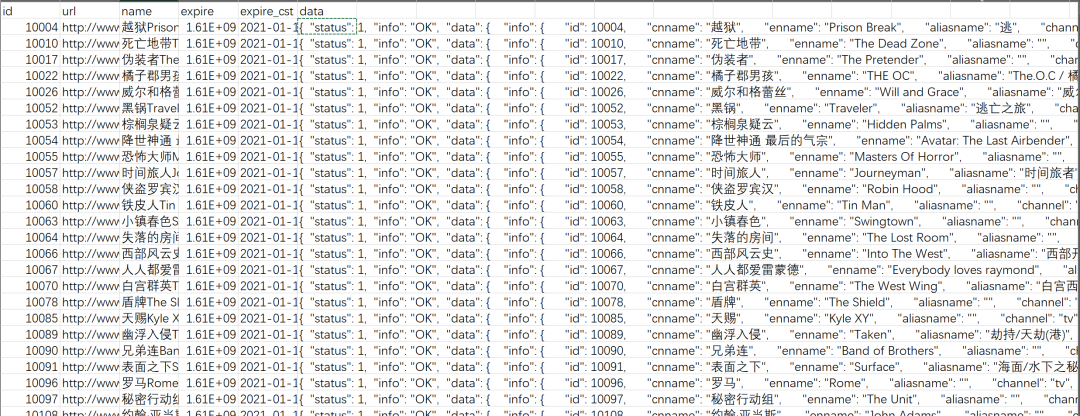 id url name expire expire_cst data
10004 http://www 越狱Prison 1.61E+09 2021-01-1 { "status": 1, "info": "OK", "data": { "info": { "id": 10004, "cnname": "越狱", "enname": "Prison Break", "aliasname": "逃", "chann
10010 http://www 死亡地带T 1.61E+09 2021-01-1 { "status": 1, "info": "OK", "data": { "info": { "id": 10010, "cnname": "死亡地带", "enname": "The Dead Zone", "aliasname": "", "c
10017 http://www 伪装者The 1.61E+09 2021-01-1 { "status": 1, "info": "OK", "data": { "info": { "id": 10017, "cnname": "伪装者", "enname": "The Pretender", "aliasname": "", "cha
10022 http://www 橘子郡男孩 1.61E+09 2021-01-1 { "status": 1, "info": "OK", "data": { "info": { "id": 10022, "cnname": "橘子郡男孩", "enname": "THE OC", "aliasname": "The.O.C / 橘
10026 http://www 威尔和格蕾 1.61E+09 2021-01-1 { "status": 1, "info": "OK", "data": { "info": { "id": 10026, "cnname": "威尔和格蕾丝", "enname": "Will and Grace", "aliasname": "威
10052 http://www 黑锅Travel 1.61E+09 2021-01-1 { "status": 1, "info": "OK", "data": { "info": { "id": 10052, "cnname": "黑锅", "enname": "Traveler", "aliasname": "逃亡之旅",
10053 http://www 棕榈泉疑云 1.61E+09 2021-01-1 { "status": 1, "info": "OK", "data": { "info": { "id": 10053, "cnname": "棕榈泉疑云", "enname": "Hidden Palms", "aliasname": "",
10054 http://www 降世神通 1.61E+09 2021-01-1 { "status": 1, "info": "OK", "data": { "info": { "id": 10054, "cnname": "降世神通 最后的气宗", "enname": "Avatar: The Last Airbender",
10055 http://www 恐怖大师M 1.61E+09 2021-01-1 { "status": 1, "info": "OK", "data": { "info": { "id": 10055, "cnname": "恐怖大师", "enname": "Masters Of Horror", "aliasname": "",
10057 http://www 时间旅人Jo 1.61E+09 2021-01-1 { "status": 1, "info": "OK", "data": { "info": { "id": 10057, "cnname": "时间旅人", "enname": "Journeyman", "aliasname": "时间旅者
10058 http://www 侠盗罗宾汉 1.61E+09 2021-01-1 { "status": 1, "info": "OK", "data": { "info": { "id": 10058, "cnname": "侠盗罗宾汉", "enname": "Robin Hood", "aliasname": "", "cha
10060 http://www 铁皮人Tin 1.61E+09 2021-01-1 { "status": 1, "info": "OK", "data": { "info": { "id": 10060, "cnname": "铁皮人", "enname": "Tin Man", "aliasname": "", "channel":
10063 http://www 小镇春色S 1.61E+09 2021-01-1 { "status": 1, "info": "OK", "data": { "info": { "id": 10063, "cnname": "小镇春色", "enname": "Swingtown", "aliasname": "", "chan
10064 http://www 失落的房间 1.61E+09 2021-01-1 { "status": 1, "info": "OK", "data": { "info": { "id": 10064, "cnname": "失落的房间", "enname": "The Lost Room", "aliasname": "",
10066 http://www 西部风云史 1.61E+09 2021-01-1 { "status": 1, "info": "OK", "data": { "info": { "id": 10066, "cnname": "西部风云史", "enname": "Into The West", "aliasname": "西部开
10067 http://www 人人都爱雷 1.61E+09 2021-01-1 { "status": 1, "info": "OK", "data": { "info": { "id": 10067, "cnname": "人人都爱雷蒙德", "enname": "Everybody loves raymond", "ali
10070 http://www 白宫群英T 1.61E+09 2021-01-1 { "status": 1, "info": "OK", "data": { "info": { "id": 10070, "cnname": "白宫群英", "enname": "The West Wing", "aliasname": "白宫西
10078 http://www 盾牌The Sl 1.61E+09 2021-01-1 { "status": 1, "info": "OK", "data": { "info": { "id": 10078, "cnname": "盾牌", "enname": "The Shield", "aliasname": "", "channel": "
10085 http://www 天赐Kyle XY 1.61E+09 2021-01-1 { "status": 1, "info": "OK", "data": { "info": { "id": 10085, "cnname": "天赐", "enname": "Kyle XY", "aliasname": "", "channel": "tv"
10089 http://www 幽浮入侵T 1.61E+09 2021-01-1 { "status": 1, "info": "OK", "data": { "info": { "id": 10089, "cnname": "幽浮入侵", "enname": "Taken", "aliasname": "劫持/天劫(港)
10090 http://www 兄弟连Ban 1.61E+09 2021-01-1 { "status": 1, "info": "OK", "data": { "info": { "id": 10090, "cnname": "兄弟连", "enname": "Band of Brothers", "aliasname": "",
10091 http://www 表面之下S 1.61E+09 2021-01-1 { "status": 1, "info": "OK", "data": { "info": { "id": 10091, "cnname": "表面之下", "enname": "Surface", "aliasname": "海面/水下之秘
10096 http://www 罗马Rome 1.61E+09 2021-01-1 { "status": 1, "info": "OK", "data": { "info": { "id": 10096, "cnname": "罗马", "enname": "Rome", "aliasname": "", "channel": "tv",
10097 http://www 秘密行动组 1.61E+09 2021-01-1 { "status": 1, "info": "OK", "data": { "info": { "id": 10097, "cnname": "秘密行动组", "enname": "The Unit", "aliasname": "", "chan
10108 http://www 约翰·亚当斯 1.61E+09 2021-01-1 { "status": 1, "info": "OK", "data": { "info": { "id": 10108, "cnname": "约翰·亚当斯", "enname": "John Adams", "aliasname": "",